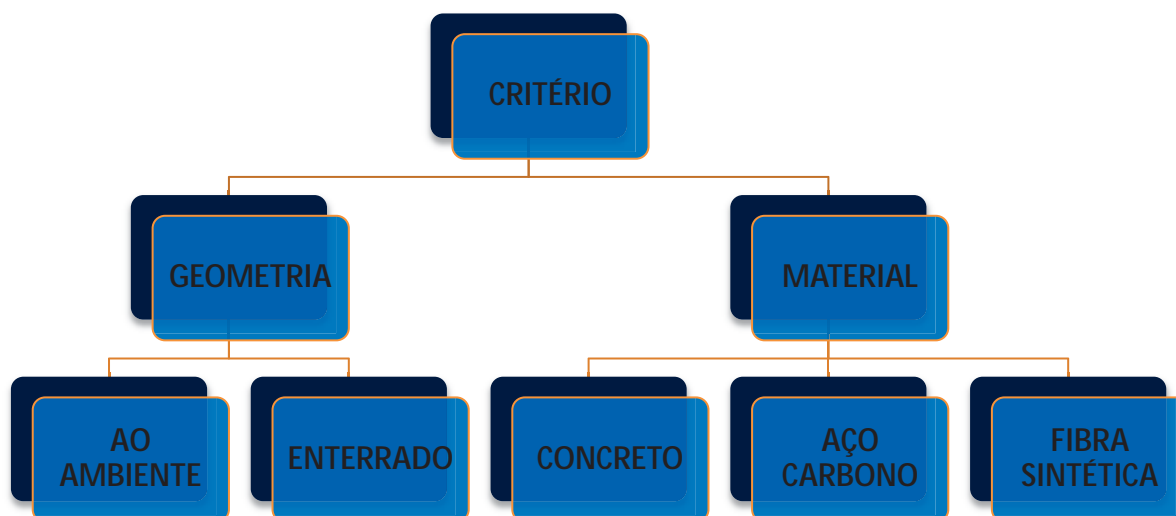 CRITÉRIO
GEOMETRIA
MATERIAL
AO
AMBIENTE
ENTERRADO
CONCRETO
AÇO
CARBONO
FIBRA
SINTÉTICA